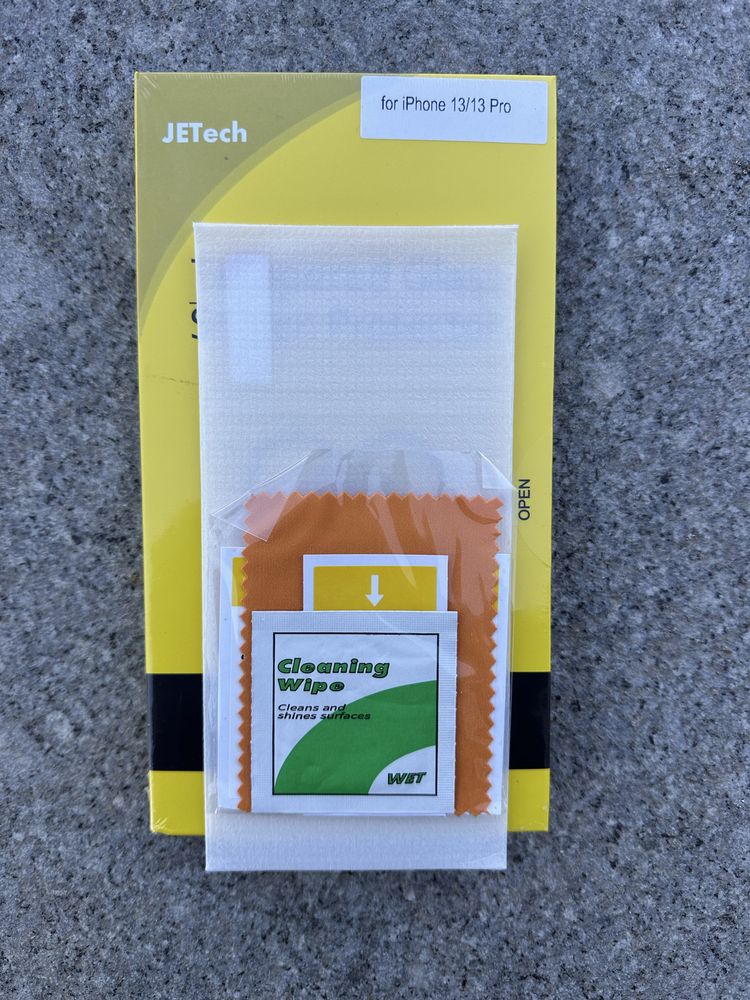 JETech
for iPhone 13/13 Pro
OPEN
Cleaning
Wipe
Cleans and
shines surfaces
WET